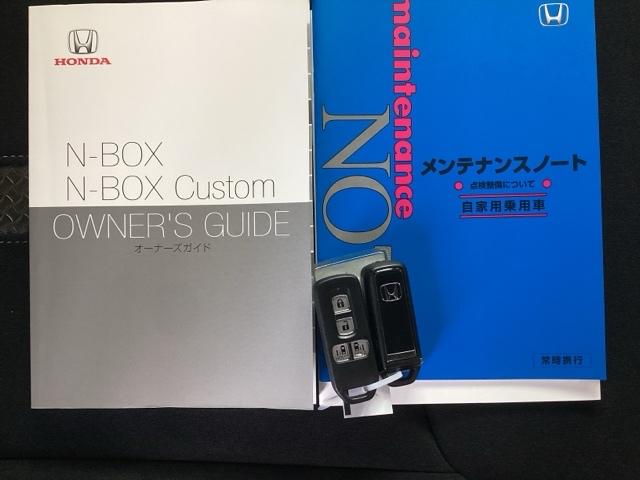 HONDA
N-BOX
N-BOX Custom
OWNER'S GUIDE
オーナーズガイド
maintenance
NO
メンテナンスノート
点検整備について
自家用乗用車
常時携行